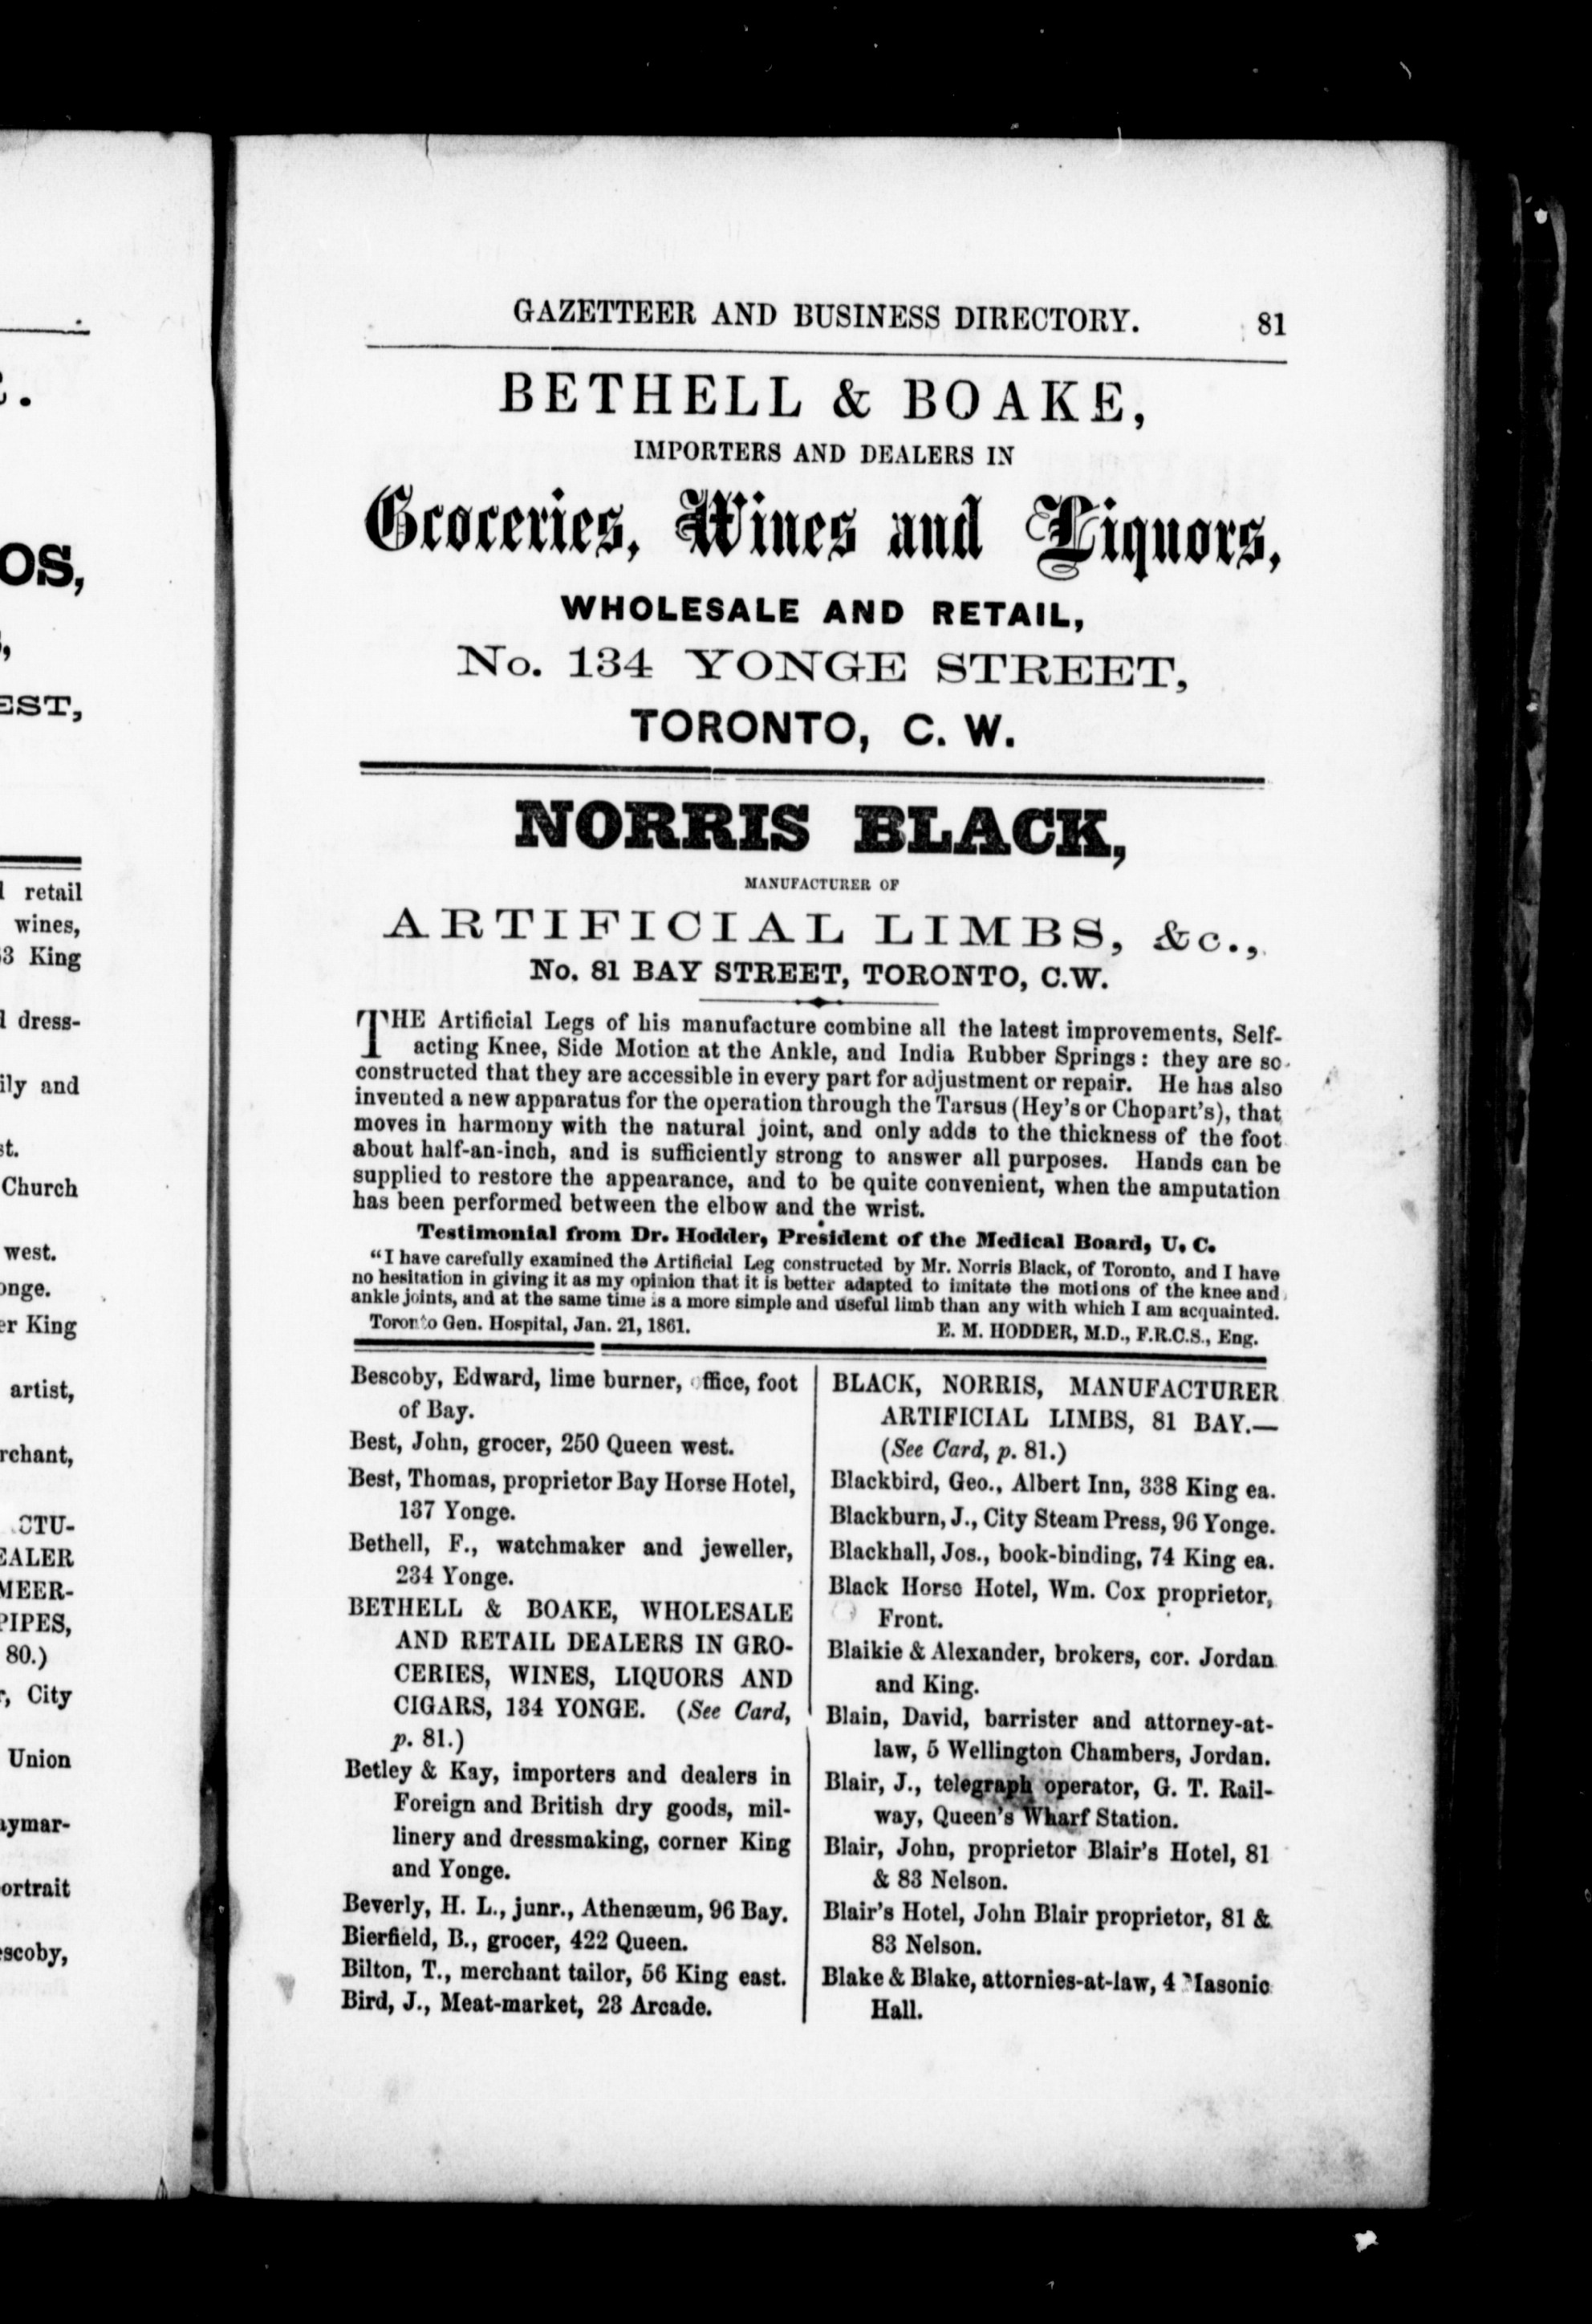 GAZETTEER AND BUSINESS DIRECTORY. 81
BETHELL & BOAKE,
IMPORTERS AND DEALERS IN
Groceries, Wines and Liquors,
WHOLESALE AND RETAIL,
No. 134 YONGE STREET,
TORONTO, C. W.
NORRIS BLACK,
MANUFACTURER OF
ARTIFICIAL LIMBS, &c.,
No. 81 BAY STREET, TORONTO, C.W.
THE Artificial Legs of his manufacture combine all the latest improvements, Self-
acting Knee, Side Motion at the Ankle, and India Rubber Springs: they are so
constructed that they are accessible in every part for adjustment or repair. He has also
invented a new apparatus for the operation through the Tarsus (Hey's or Chopart's), that
moves in harmony with the natural joint, and only adds to the thickness of the foot
about half-an-inch, and is sufficiently strong to answer all purposes. Hands can be
supplied to restore the appearance, and to be quite convenient, when the amputation
has been performed between the elbow and the wrist.
Testimonial from Dr. Hodder, President of the Medical Board, U. C.
"I have carefully examined the Artificial Leg constructed by Mr. Norris Black, of Toronto, and I have
no hesitation in giving it as my opinion that it is better adapted to imitate the motions of the knee and
ankle joints, and at the same time is a more simple and useful limb than any with which I am acquainted.
Toronto Gen. Hospital, Jan. 21, 1861. E. M. HODDER, M.D., F.R.C.S., Eng.
Bescoby, Edward, lime burner, office, foot
of Bay.
Best, John, grocer, 250 Queen west.
Best, Thomas, proprietor Bay Horse Hotel,
137 Yonge.
Bethell, F., watchmaker and jeweller,
234 Yonge.
BETHELL & BOAKE, WHOLESALE
AND RETAIL DEALERS IN GRO-
CERIES, WINES, LIQUORS AND
CIGARS, 134 YONGE. (See Card,
p. 81.)
Betley & Kay, importers and dealers in
Foreign and British dry goods, mil-
linery and dressmaking, corner King
and Yonge.
Beverly, H. L., junr., Athenæum, 96 Bay.
Bierfield, B., grocer, 422 Queen.
Bilton, T., merchant tailor, 56 King east.
Bird, J., Meat-market, 23 Arcade.
BLACK, NORRIS, MANUFACTURER
ARTIFICIAL LIMBS, 81 BAY.—
(See Card, p. 81.)
Blackbird, Geo., Albert Inn, 338 King ea.
Blackburn, J., City Steam Press, 96 Yonge.
Blackhall, Jos., book-binding, 74 King ea.
Black Horse Hotel, Wm. Cox proprietor,
Front.
Blaikie & Alexander, brokers, cor. Jordan
and King.
Blain, David, barrister and attorney-at-
law, 5 Wellington Chambers, Jordan.
Blair, J., telegraph operator, G. T. Rail-
way, Queen's Wharf Station.
Blair, John, proprietor Blair's Hotel, 81
& 83 Nelson.
Blair's Hotel, John Blair proprietor, 81 &
83 Nelson.
Blake & Blake, attornies-at-law, 4 Masonic
Hall.